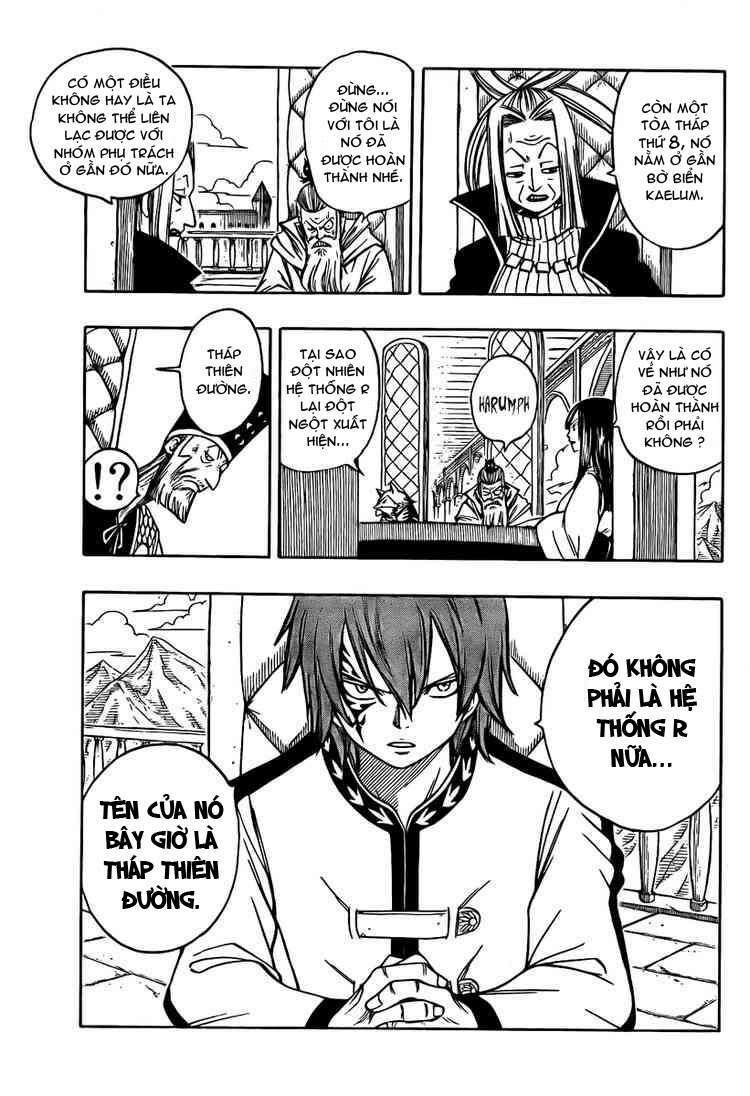 CÒN MỘT
TÒA THÁP
THỨ 8, NÓ
NẰM Ở GẦN
BỜ BIỂN
KAELUM.
ĐỪNG...
ĐỪNG NÓI
VỚI TÔI LÀ
NÓ ĐÃ
ĐƯỢC HOÀN
THÀNH NHÉ.
CÓ MỘT ĐIỀU
KHÔNG HAY LÀ TA
KHÔNG THỂ LIÊN
LẠC ĐƯỢC VỚI
NHÓM PHỤ TRÁCH
Ở GẦN ĐÓ NỮA.
VẬY LÀ CÓ
VẺ NHƯ NÓ
ĐÃ ĐƯỢC
HOÀN THÀNH
RỒI PHẢI
KHÔNG ?
HARUMPH
TẠI SAO
ĐỘT NHIÊN
HỆ THỐNG R
LẠI ĐỘT
NGỘT XUẤT
HIỆN...
THÁP
THIÊN
ĐƯỜNG.
!?
ĐÓ KHÔNG
PHẢI LÀ HỆ
THỐNG R
NỮA...
TÊN CỦA NÓ
BÂY GIỜ LÀ
THÁP THIÊN
ĐƯỜNG.